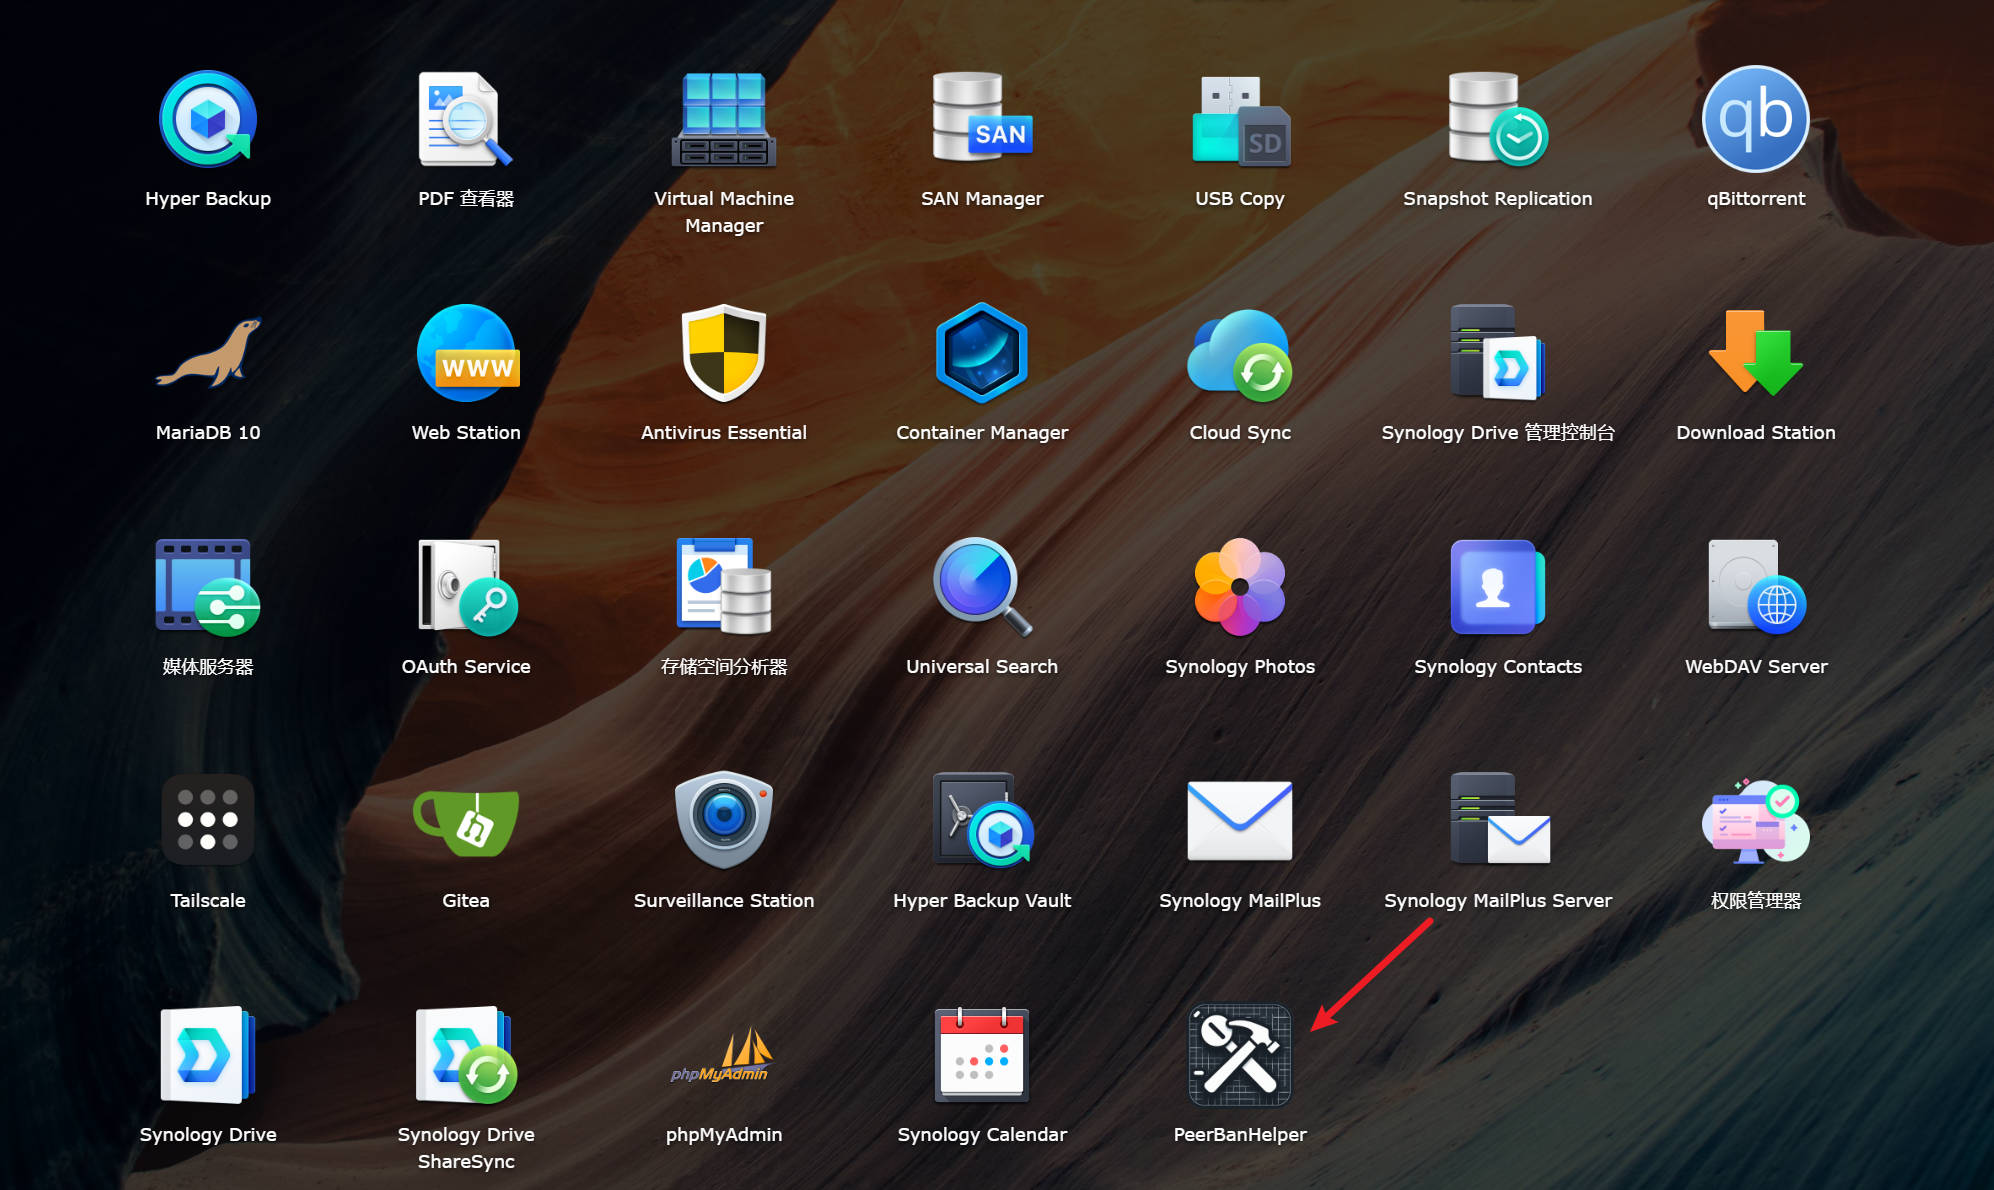 SAN
SD
qb
Hyper Backup
PDF 查看器
Virtual Machine
Manager
SAN Manager
USB Copy
Snapshot Replication
qBittorrent
WWW
MariaDB 10
Web Station
Antivirus Essential
Container Manager
Cloud Sync
Synology Drive 管理控制台
Download Station
媒体服务器
OAuth Service
存储空间分析器
Universal Search
Synology Photos
Synology Contacts
WebDAV Server
Tailscale
Gitea
Surveillance Station
Hyper Backup Vault
Synology MailPlus
Synology MailPlus Server
权限管理器
phpMyAdmin
Synology Drive
Synology Drive
ShareSync
phpMyAdmin
Synology Calendar
PeerBanHelper